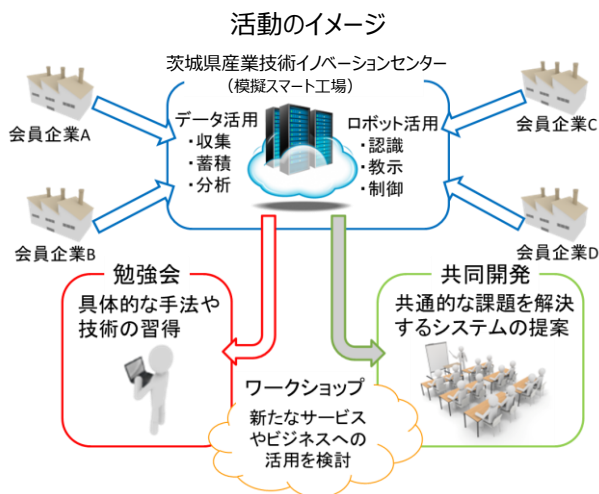 活動のイメージ
茨城県産業技術イノベーションセンター
（模擬スマート工場）
会員企業A
会員企業B
データ活用
・収集
・蓄積
・分析
ロボット活用
・認識
・教示
・制御
会員企業C
会員企業D
勉強会
具体的な手法や
技術の習得
共同開発
共通的な課題を解決
するシステムの提案
ワークショップ
新たなサービス
やビジネスへの
活用を検討